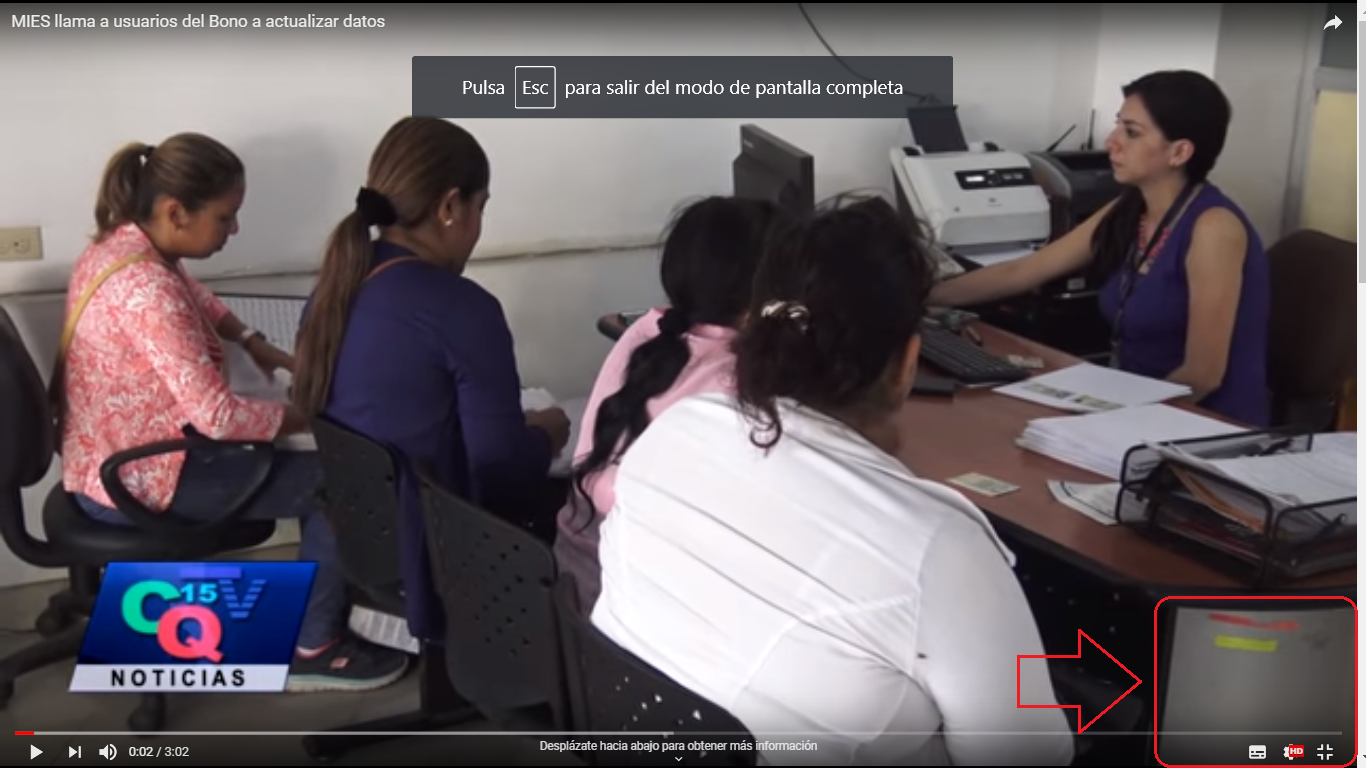 MIES llama a usuarios del Bono a actualizar datos
Pulsa Esc para salir del modo de pantalla completa
15
TV
CQ
NOTICIAS
0:02 / 3:02
HD
Desplázate hacia abajo para obtener más información